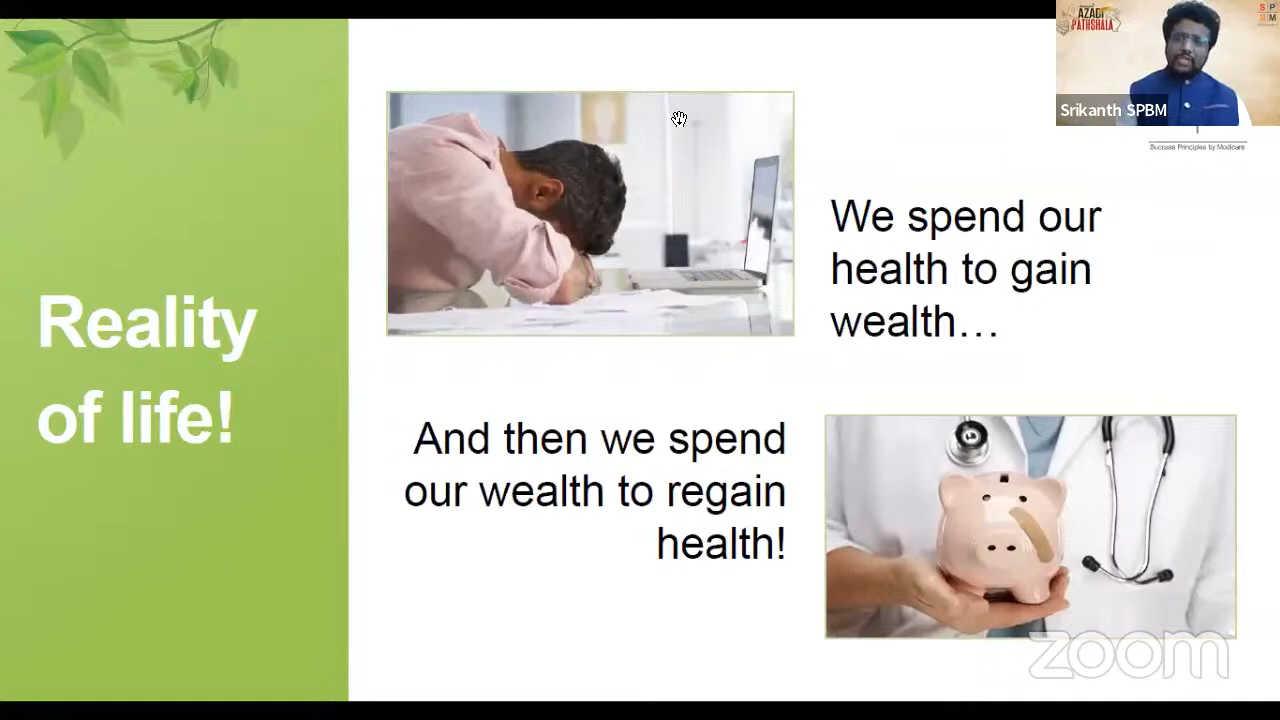 Reality
of life!
We spend our
health to gain
wealth…
And then we spend
our wealth to regain
health!
AZADI
PATHSHALA
S P
B M
Srikanth SPBM
Success Principles by Modicare
zoom